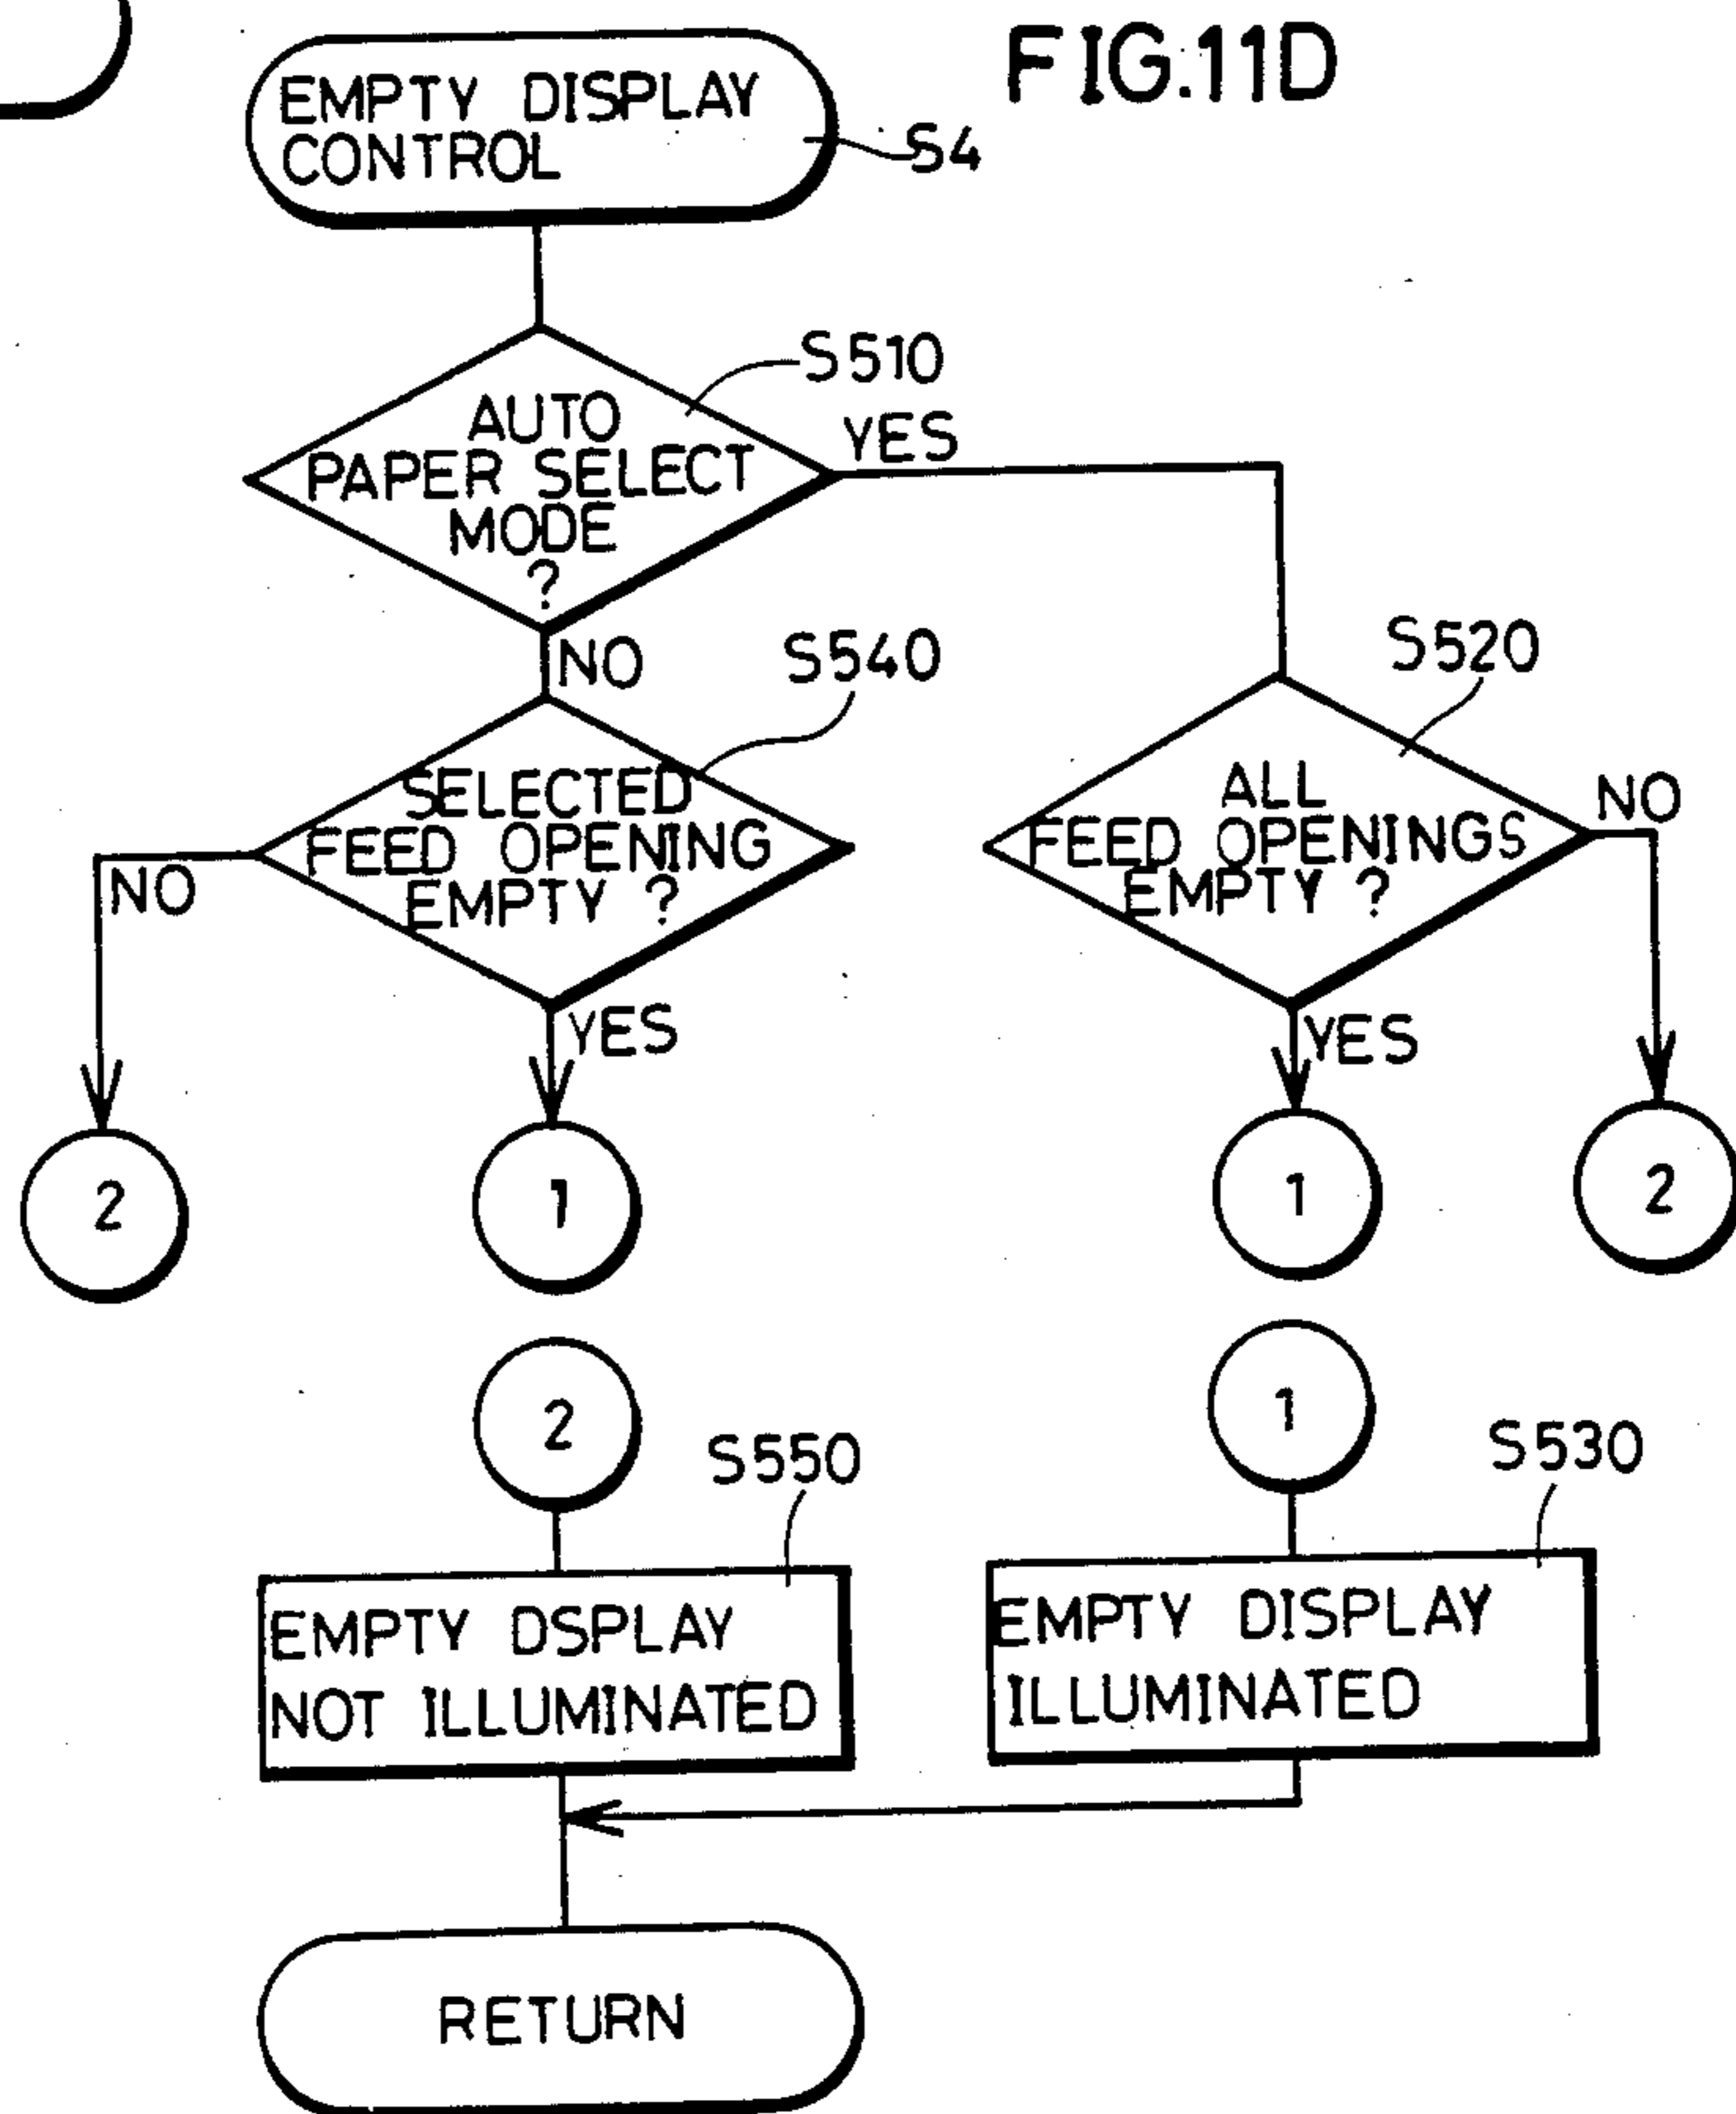 FIG.11D
EMPTY DISPLAY
CONTROL
S4
S510
AUTO
PAPER SELECT
MODE
?
YES
NO
S540
SELECTED
FEED OPENING
EMPTY ?
NO
YES
S520
ALL
FEED OPENINGS
EMPTY ?
NO
YES
2
1
1
2
2
S550
EMPTY DSPLAY
NOT ILLUMINATED
1
S530
EMPTY DISPLAY
ILLUMINATED
RETURN